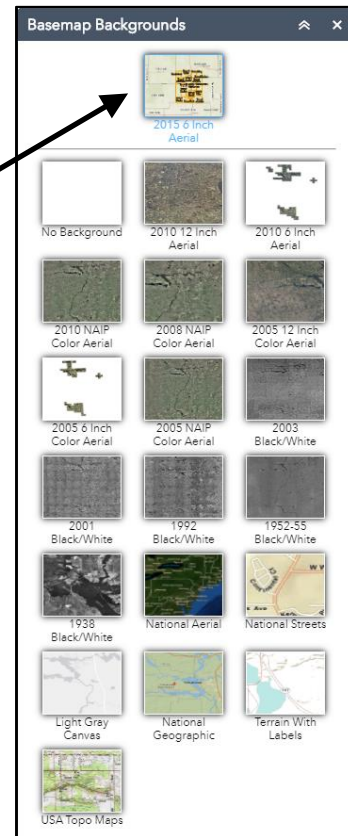 Basemap Backgrounds
2015 6 Inch
Aerial
No Background
2010 12 Inch
Aerial
2010 6 Inch
Aerial
2010 NAIP
Color Aerial
2008 NAIP
Color Aerial
2005 12 Inch
Color Aerial
2005 6 Inch
Color Aerial
2005 NAIP
Color Aerial
2003
Black/White
2001
Black/White
1992
Black/White
1952-55
Black/White
1938
Black/White
National Aerial
National Streets
Light Gray
Canvas
National
Geographic
Terrain With
Labels
USA Topo Maps